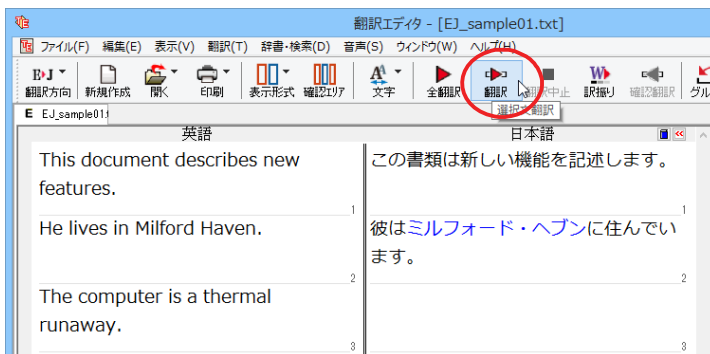 翻訳エディタ - [EJ_sample01.txt]
ファイル(F) 編集(E) 表示(V) 翻訳(T) 辞書・検索(D) 音声(S) ウィンドウ(W) ヘルプ(H)
翻訳方向 新規作成 開く 印刷 表示形式 確認エリア 文字 全翻訳 翻訳 翻訳中止 訳振り 確認翻訳 グル
選択文翻訳
E EJ_sample01.t
英語 日本語
This document describes new
features.
1
この書類は新しい機能を記述します。
1
He lives in Milford Haven.
2
彼はミルフォード・ヘブンに住んでい
ます。
2
The computer is a thermal
runaway.
3
3